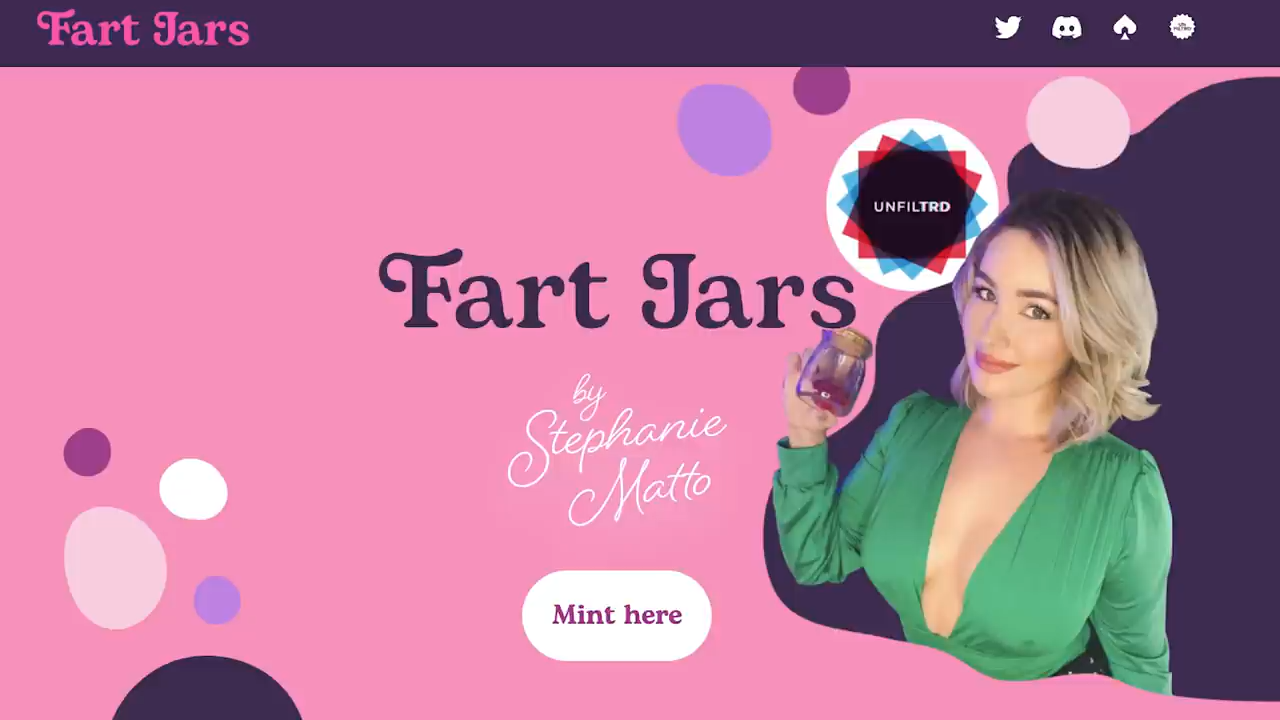 Fart Jars
UNFILTRD
Fart Jars
by
Stephanie
Matto
Mint here